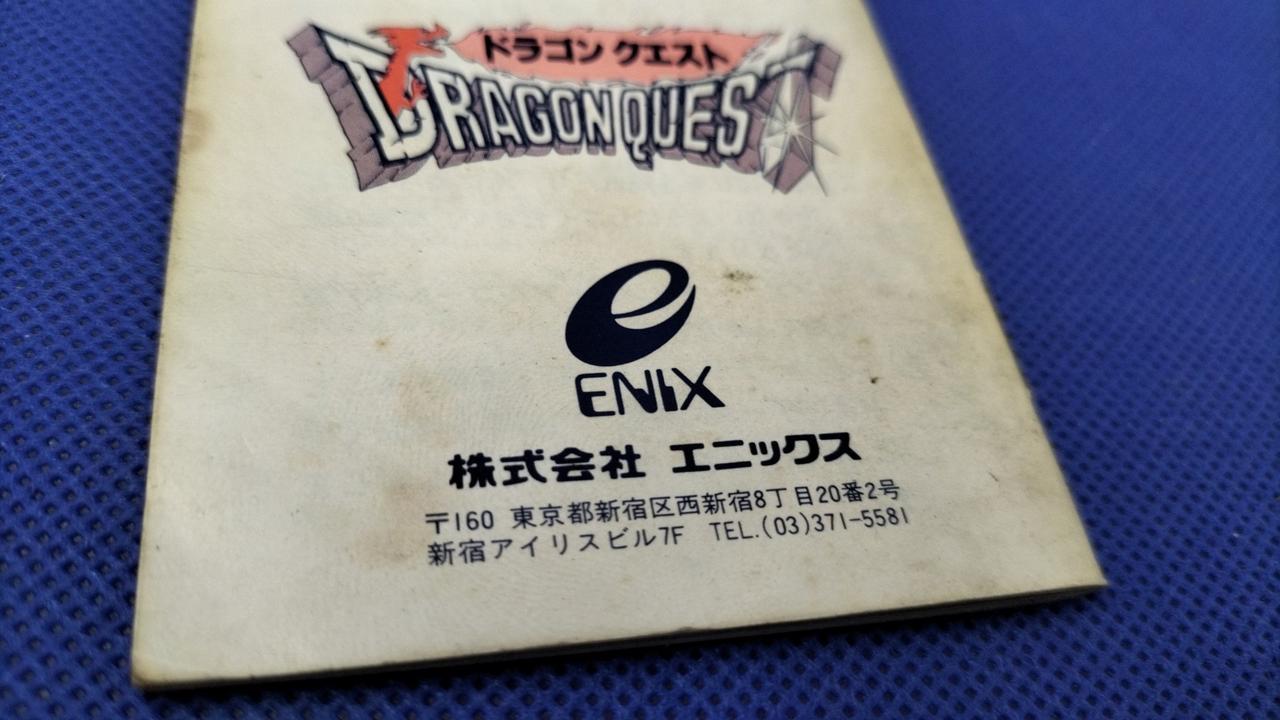 ドラゴン クエスト
DRAGON QUEST
ENIX
株式会社 エニックス
〒160 東京都新宿区西新宿8丁目20番2号
新宿アイリスビル7F TEL.(03)371-5581